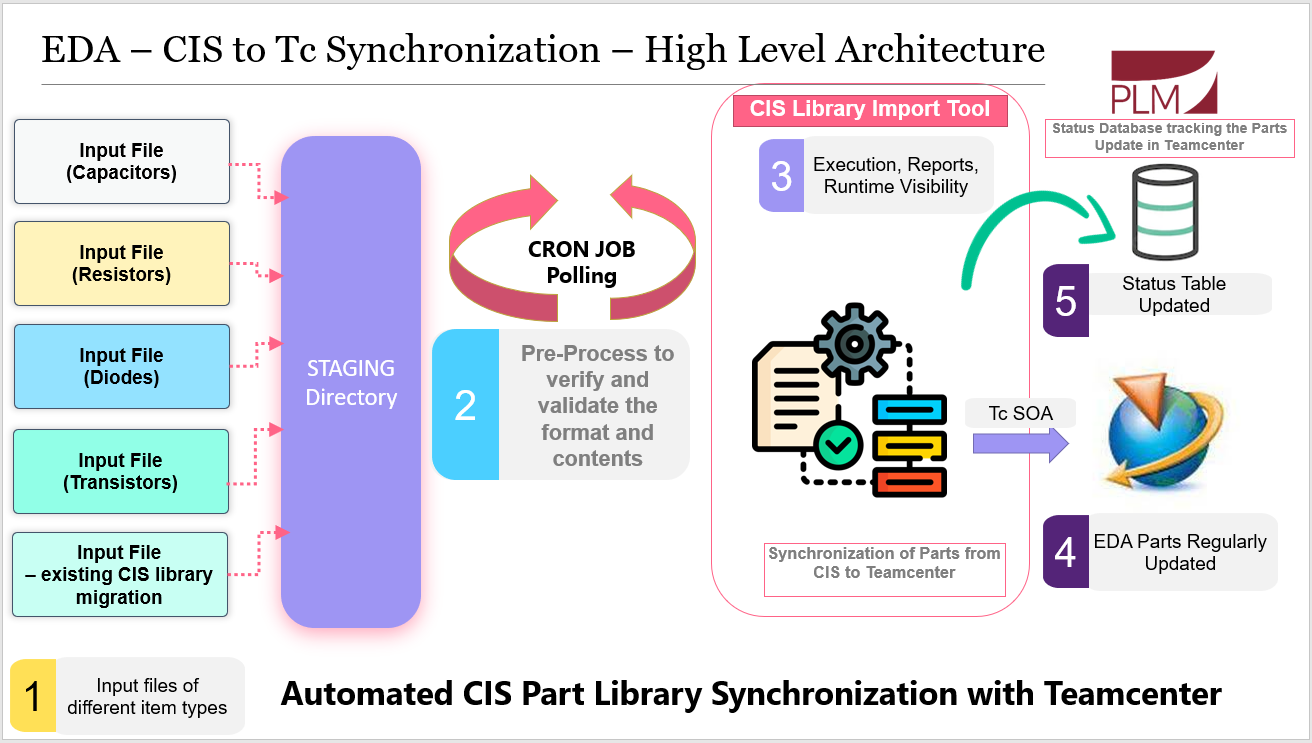 EDA – CIS to Tc Synchronization – High Level Architecture
PLM
Status Database tracking the Parts
Update in Teamcenter
Input File
(Capacitors)
Input File
(Resistors)
Input File
(Diodes)
Input File
(Transistors)
Input File
– existing CIS library
migration
1
Input files of
different item types
STAGING
Directory
CRON JOB
Polling
2
Pre-Process to
verify and
validate the
format and
contents
CIS Library Import Tool
3
Execution, Reports,
Runtime Visibility
Synchronization of Parts from
CIS to Teamcenter
Tc SOA
5
Status Table
Updated
4
EDA Parts Regularly
Updated
Automated CIS Part Library Synchronization with Teamcenter